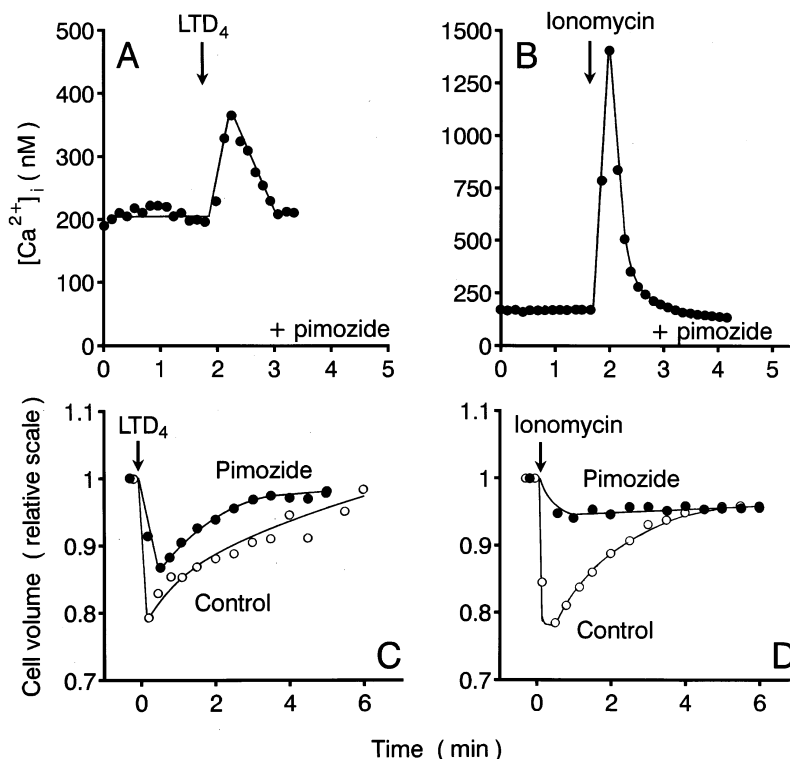 A
LTD4
[Ca2+]i ( nM )
500
400
300
200
100
0
+ pimozide
0 1 2 3 4 5
B
Ionomycin
1500
1250
1000
750
500
250
0
+ pimozide
0 1 2 3 4 5
Cell volume ( relative scale )
1.1
1
0.9
0.8
0.7
LTD4
Pimozide
Control
C
0 2 4 6
1.1
1
0.9
0.8
0.7
Ionomycin
Pimozide
Control
D
0 2 4 6
Time ( min )